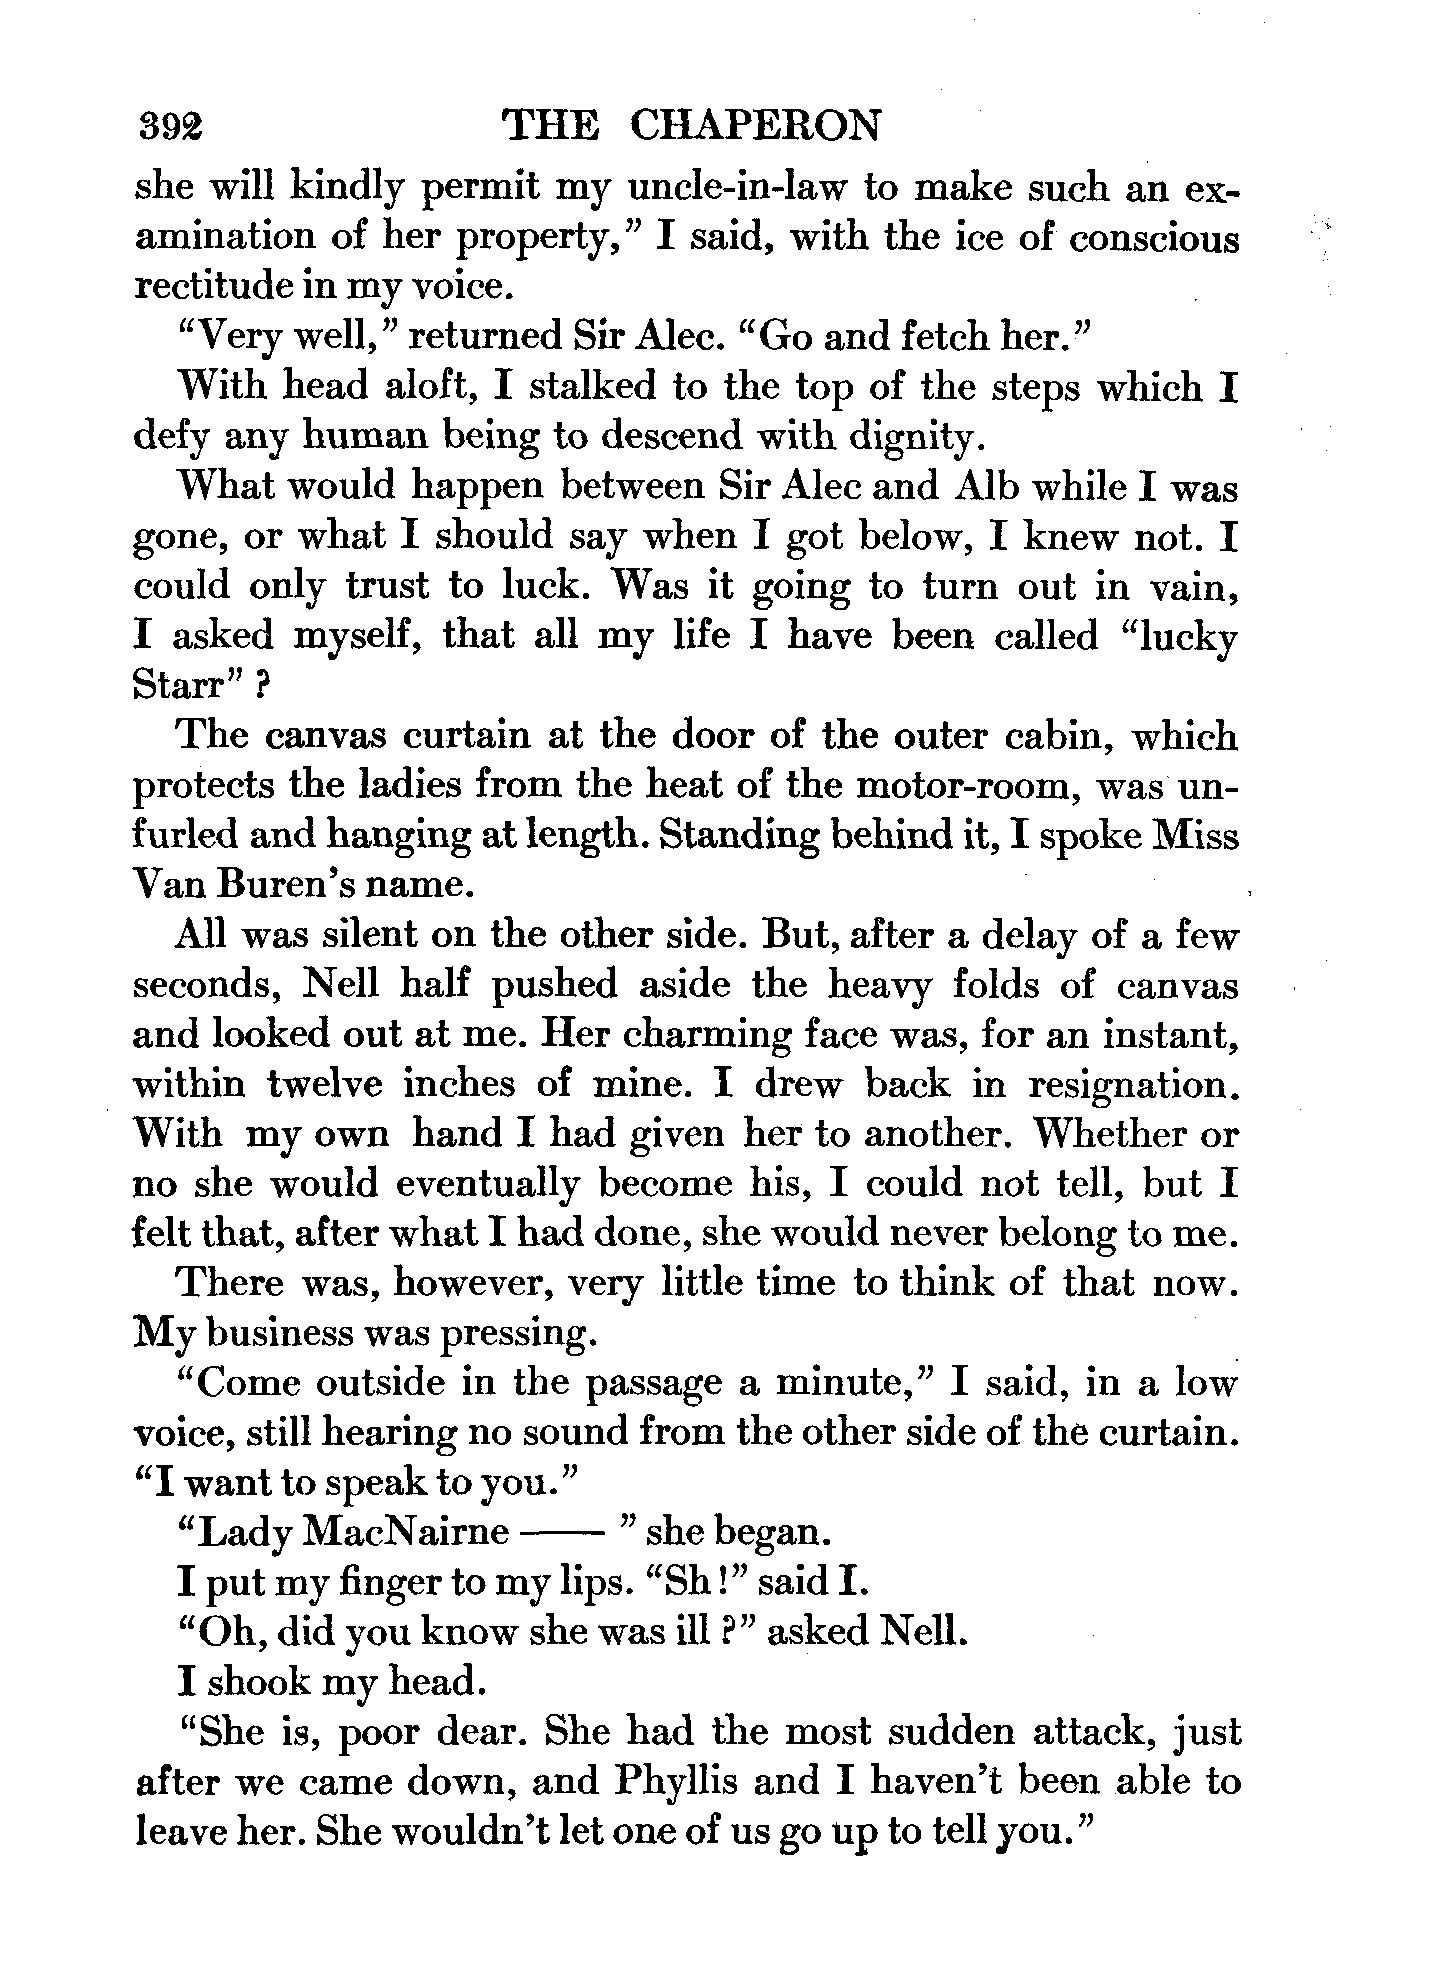 392 THE CHAPERON
she will kindly permit my uncle-in-law to make such an ex-
amination of her property,” I said, with the ice of conscious
rectitude in my voice.
“Very well,” returned Sir Alec. “Go and fetch her.”
With head aloft, I stalked to the top of the steps which I
defy any human being to descend with dignity.
What would happen between Sir Alec and Alb while I was
gone, or what I should say when I got below, I knew not. I
could only trust to luck. Was it going to turn out in vain,
I asked myself, that all my life I have been called “lucky
Starr” ?
The canvas curtain at the door of the outer cabin, which
protects the ladies from the heat of the motor-room, was un-
furled and hanging at length. Standing behind it, I spoke Miss
Van Buren’s name.
All was silent on the other side. But, after a delay of a few
seconds, Nell half pushed aside the heavy folds of canvas
and looked out at me. Her charming face was, for an instant,
within twelve inches of mine. I drew back in resignation.
With my own hand I had given her to another. Whether or
no she would eventually become his, I could not tell, but I
felt that, after what I had done, she would never belong to me.
There was, however, very little time to think of that now.
My business was pressing.
“Come outside in the passage a minute,” I said, in a low
voice, still hearing no sound from the other side of the curtain.
“I want to speak to you.”
“Lady MacNairne —— ” she began.
I put my finger to my lips. “Sh !” said I.
“Oh, did you know she was ill ?” asked Nell.
I shook my head.
“She is, poor dear. She had the most sudden attack, just
after we came down, and Phyllis and I haven’t been able to
leave her. She wouldn’t let one of us go up to tell you.”